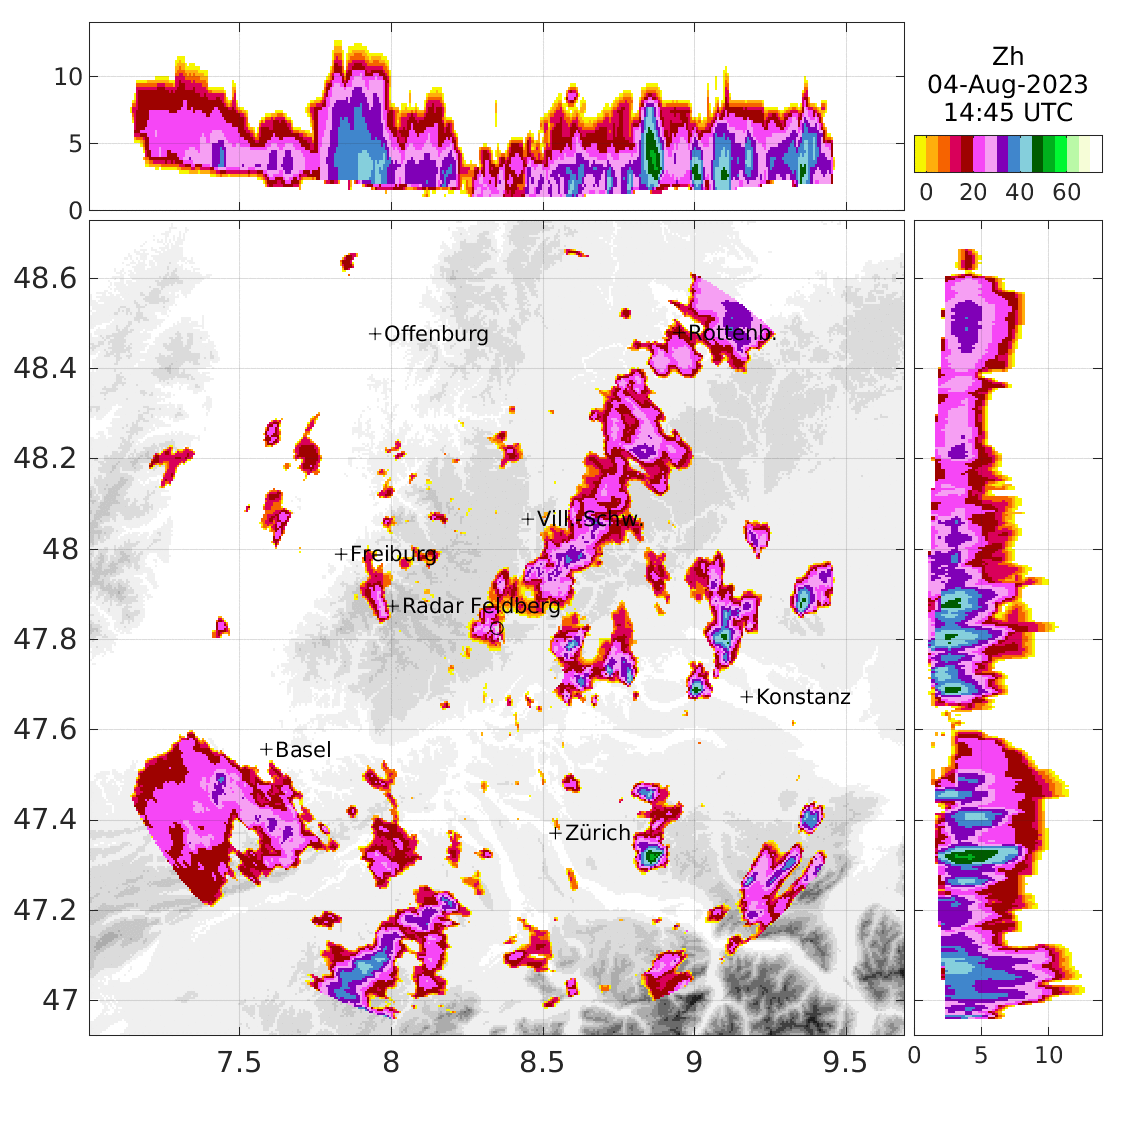 10
5
0
Zh
04-Aug-2023
14:45 UTC
0 20 40 60
48.6
48.4
48.2
48
47.8
47.6
47.4
47.2
47
+Offenburg
+Rottenb.
+Vill.-Schw.
+Freiburg
+Radar Feldberg
+Konstanz
+Basel
+Zürich
7.5 8 8.5 9 9.5
0 5 10